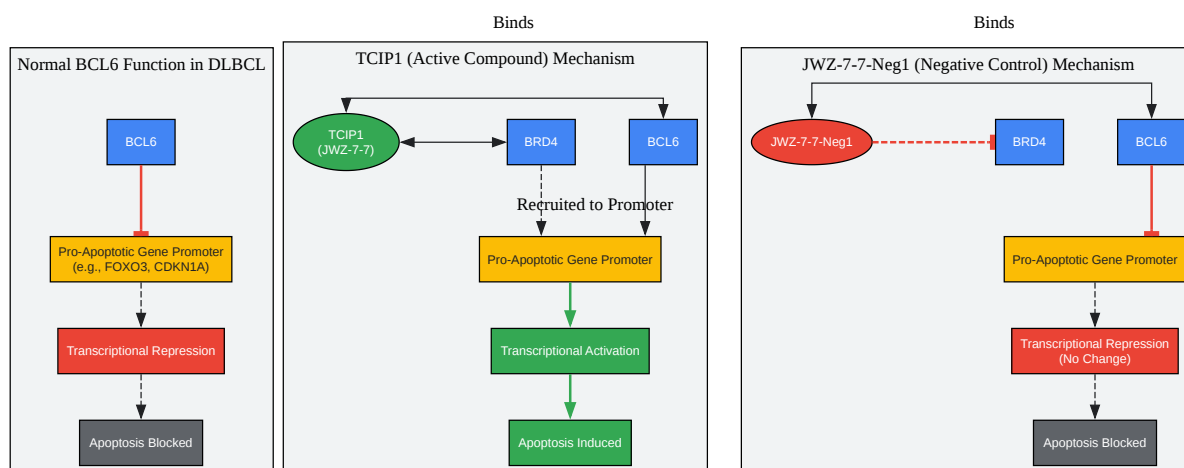 Normal BCL6 Function in DLBCL
BCL6
Pro-Apoptotic Gene Promoter
(e.g., FOXO3, CDKN1A)
Transcriptional Repression
Apoptosis Blocked
Binds
TCIP1 (Active Compound) Mechanism
TCIP1
(JWZ-7-7)
BRD4
BCL6
Recruited to Promoter
Pro-Apoptotic Gene Promoter
Transcriptional Activation
Apoptosis Induced
Binds
JWZ-7-7-Neg1 (Negative Control) Mechanism
JWZ-7-7-Neg1
BRD4
BCL6
Pro-Apoptotic Gene Promoter
Transcriptional Repression
(No Change)
Apoptosis Blocked